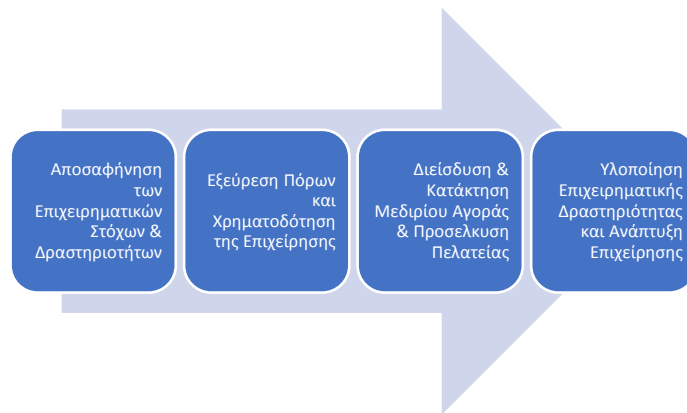 Αποσαφήνηση
των
Επιχειρηματικών
Στόχων &
Δραστηριοτήτων
Εξεύρεση Πόρων
και
Χρηματοδότηση
της Επιχείρησης
Διείσδυση &
Κατάκτηση
Μεδιρίου Αγοράς
& Προσελκυση
Πελατείας
Υλοποίηση
Επιχειρηματικής
Δραστηριότητας
και Ανάπτυξη
Επιχείρησης